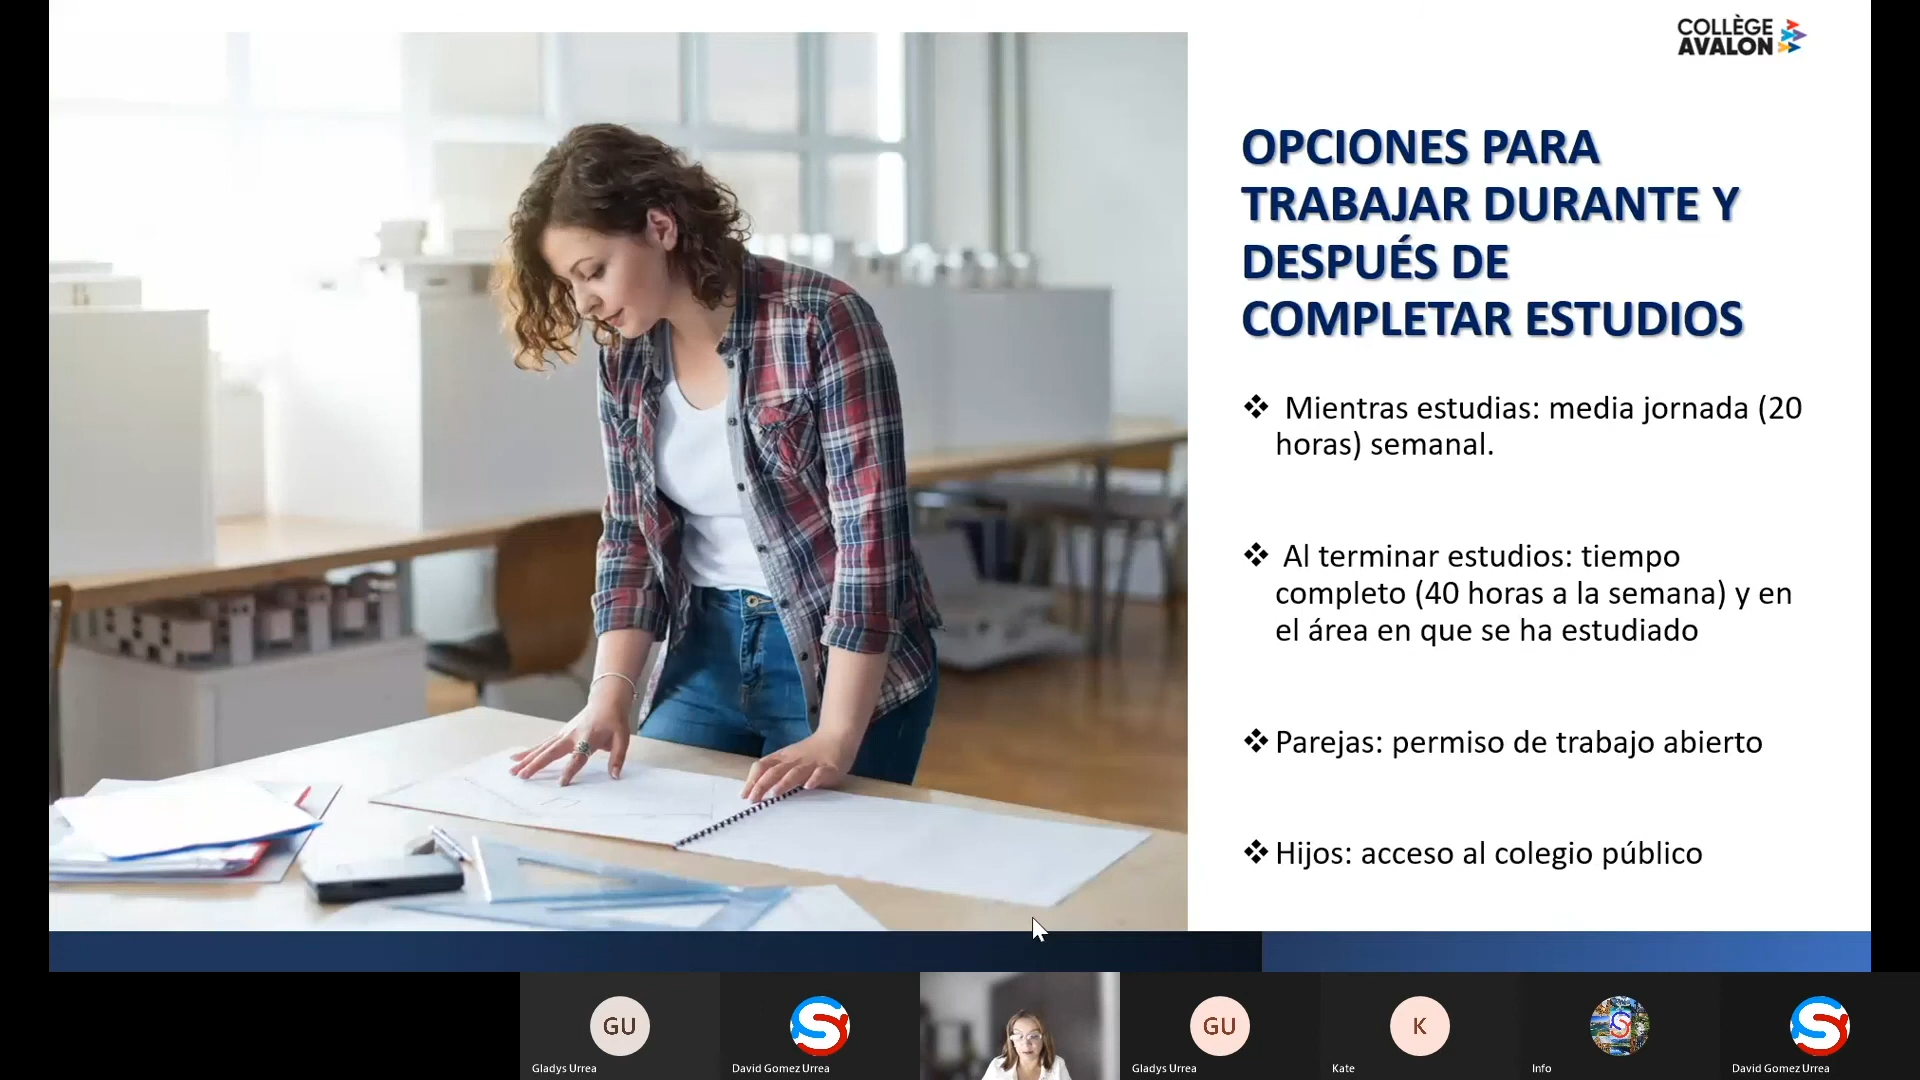 COLLÈGE
AVALON
OPCIONES PARA
TRABAJAR DURANTE Y
DESPUÉS DE
COMPLETAR ESTUDIOS
❖ Mientras estudias: media jornada (20
horas) semanal.
❖ Al terminar estudios: tiempo
completo (40 horas a la semana) y en
el área en que se ha estudiado
❖ Parejas: permiso de trabajo abierto
❖ Hijos: acceso al colegio público
GU
GU
K
Gladys Urrea
David Gomez Urrea
Gladys Urrea
Kate
Info
David Gomez Urrea